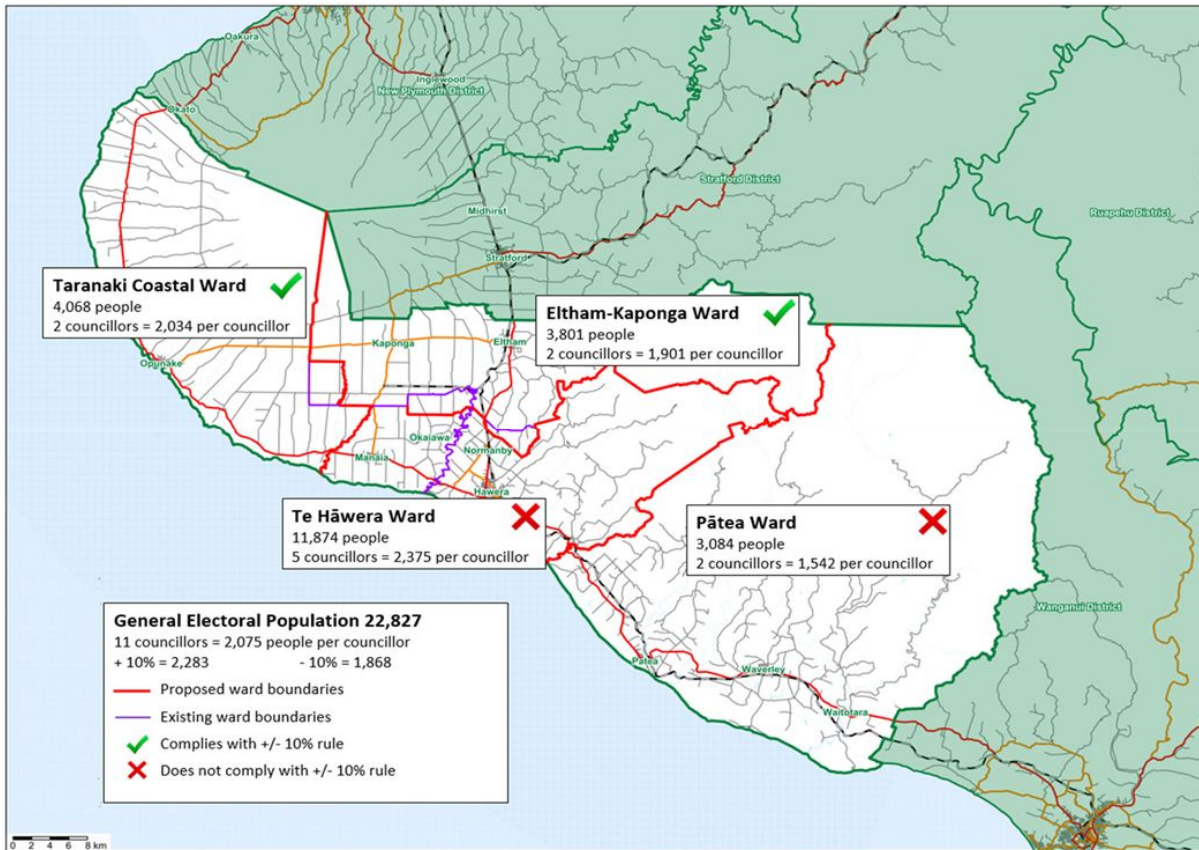 Oakura
Inglewood
New Plymouth District
Okato
Stratford District
Ruapehu District
Midhirst
Stratford
Taranaki Coastal Ward
4,068 people
2 councillors = 2,034 per councillor
Eltham-Kaponga Ward
3,801 people
2 councillors = 1,901 per councillor
Kaponga
Eltham
Opunake
Okaiawa
Normanby
Manaia
Hawera
Te Hāwera Ward
11,874 people
5 councillors = 2,375 per councillor
Pātea Ward
3,084 people
2 councillors = 1,542 per councillor
Wanganui District
General Electoral Population 22,827
11 councillors = 2,075 people per councillor
+ 10% = 2,283 - 10% = 1,868
Proposed ward boundaries
Existing ward boundaries
Complies with +/- 10% rule
Does not comply with +/- 10% rule
Patea
Waverley
Waitotara
0 2 4 6 8 km